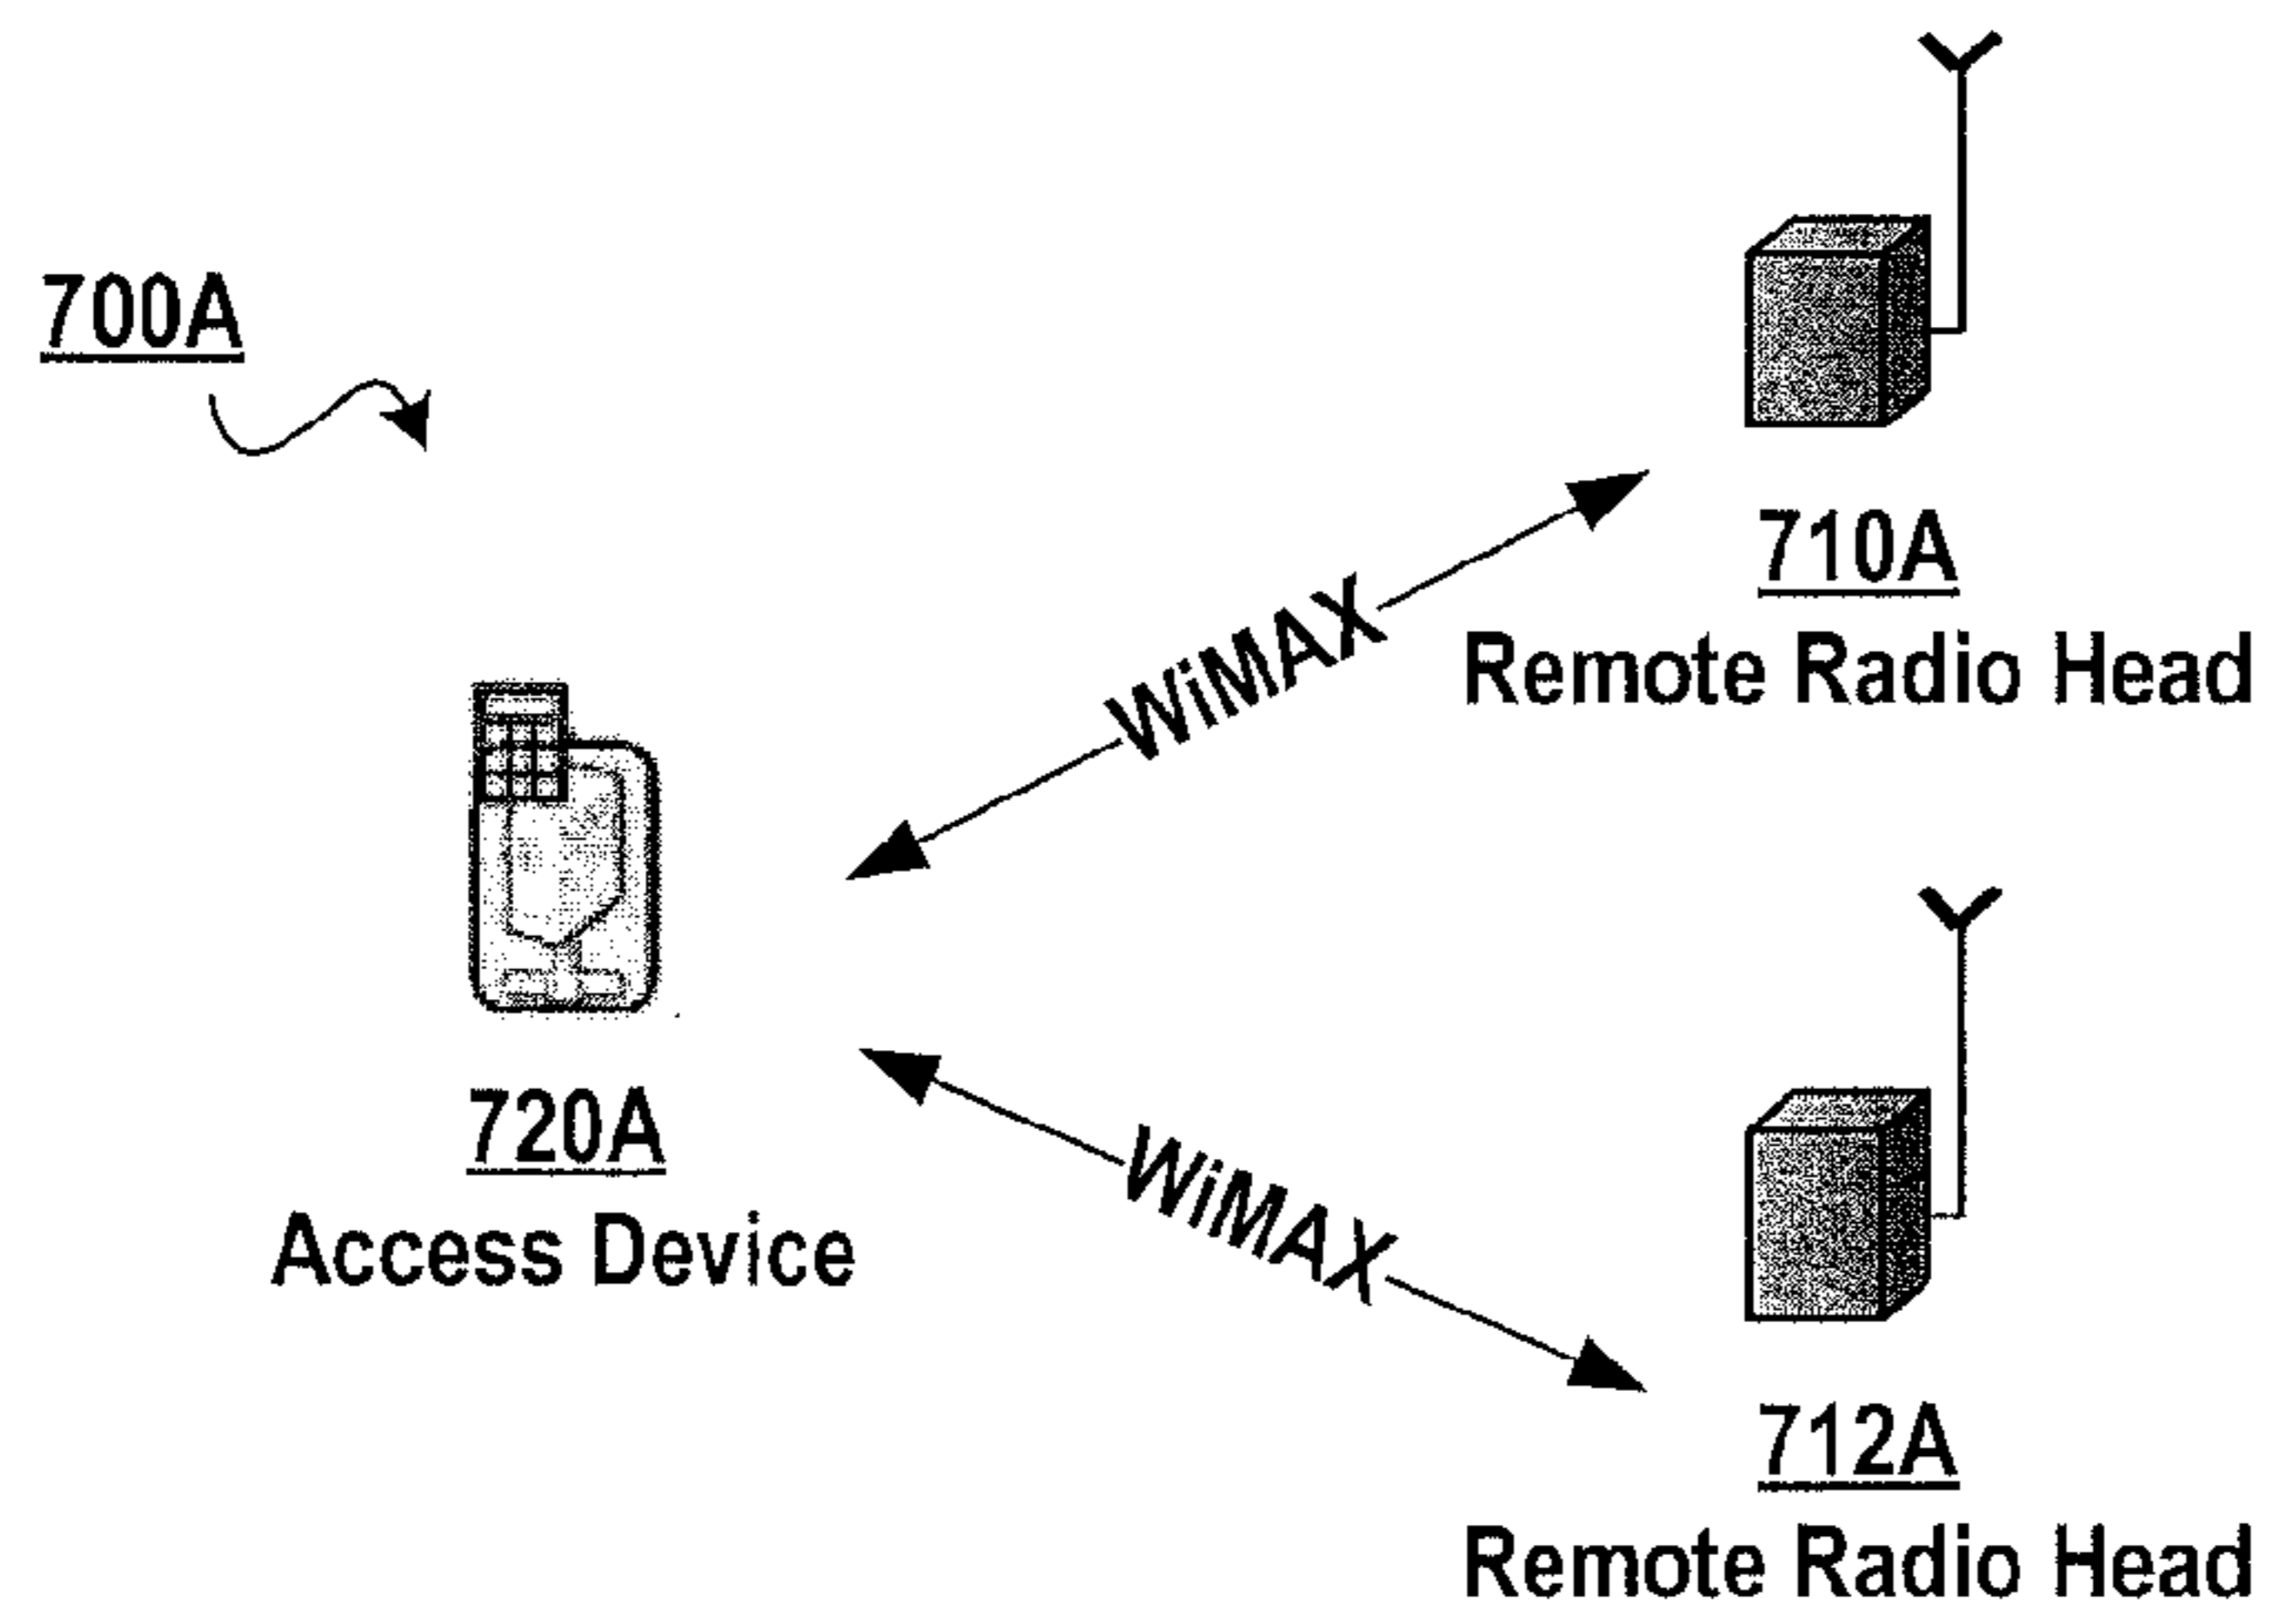 700A
710A
Remote Radio Head
WiMAX
720A
Access Device
WiMAX
712A
Remote Radio Head